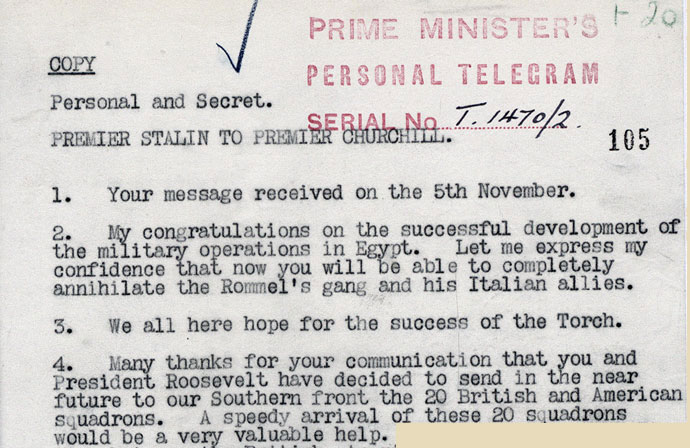 1-20
PRIME MINISTER'S
PERSONAL TELEGRAM
SERIAL No T.1470/2
COPY
Personal and Secret.
PREMIER STALIN TO PREMIER CHURCHILL.
105
1. Your message received on the 5th November.
2. My congratulations on the successful development of
the military operations in Egypt. Let me express my
confidence that now you will be able to completely
annihilate the Rommel's gang and his Italian allies.
3. We all here hope for the success of the Torch.
4. Many thanks for your communication that you and
President Roosevelt have decided to send in the near
future to our Southern front the 20 British and American
squadrons. A speedy arrival of these 20 squadrons
would be a very valuable help.